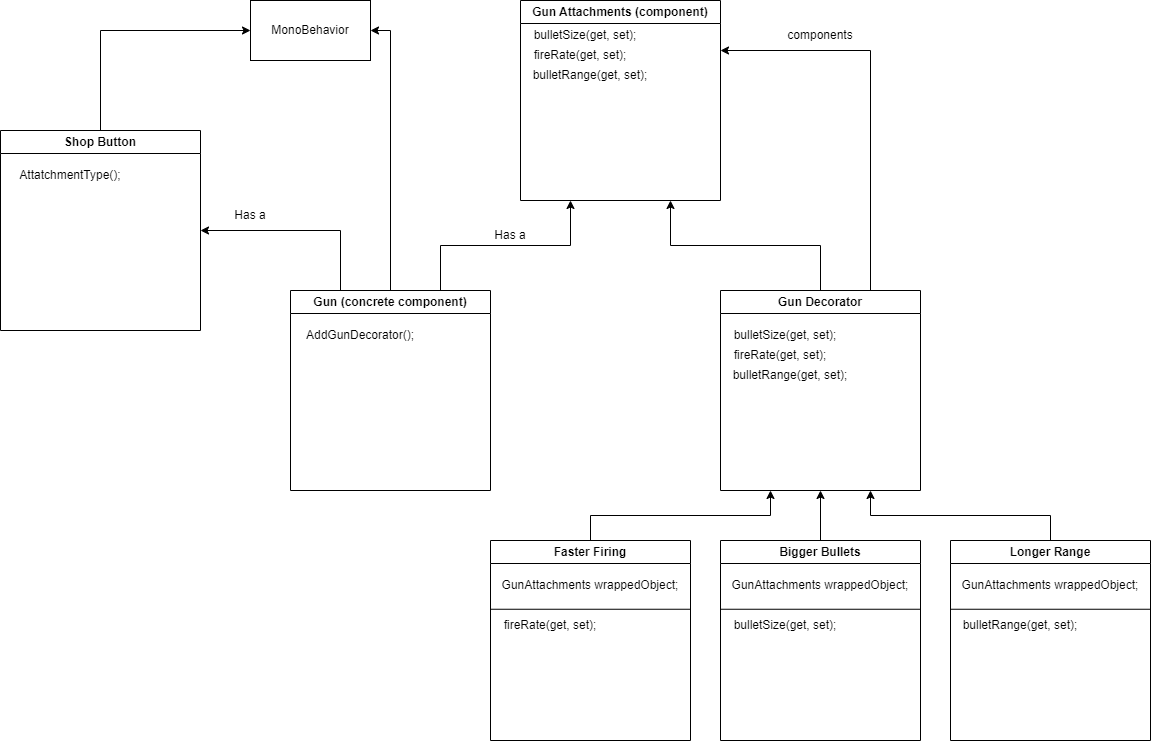 MonoBehavior
Gun Attachments (component)
bulletSize(get, set);
fireRate(get, set);
bulletRange(get, set);
components
Shop Button
AttatchmentType();
Has a
Has a
Gun (concrete component)
AddGunDecorator();
Gun Decorator
bulletSize(get, set);
fireRate(get, set);
bulletRange(get, set);
Faster Firing
GunAttachments wrappedObject;
fireRate(get, set);
Bigger Bullets
GunAttachments wrappedObject;
bulletSize(get, set);
Longer Range
GunAttachments wrappedObject;
bulletRange(get, set);